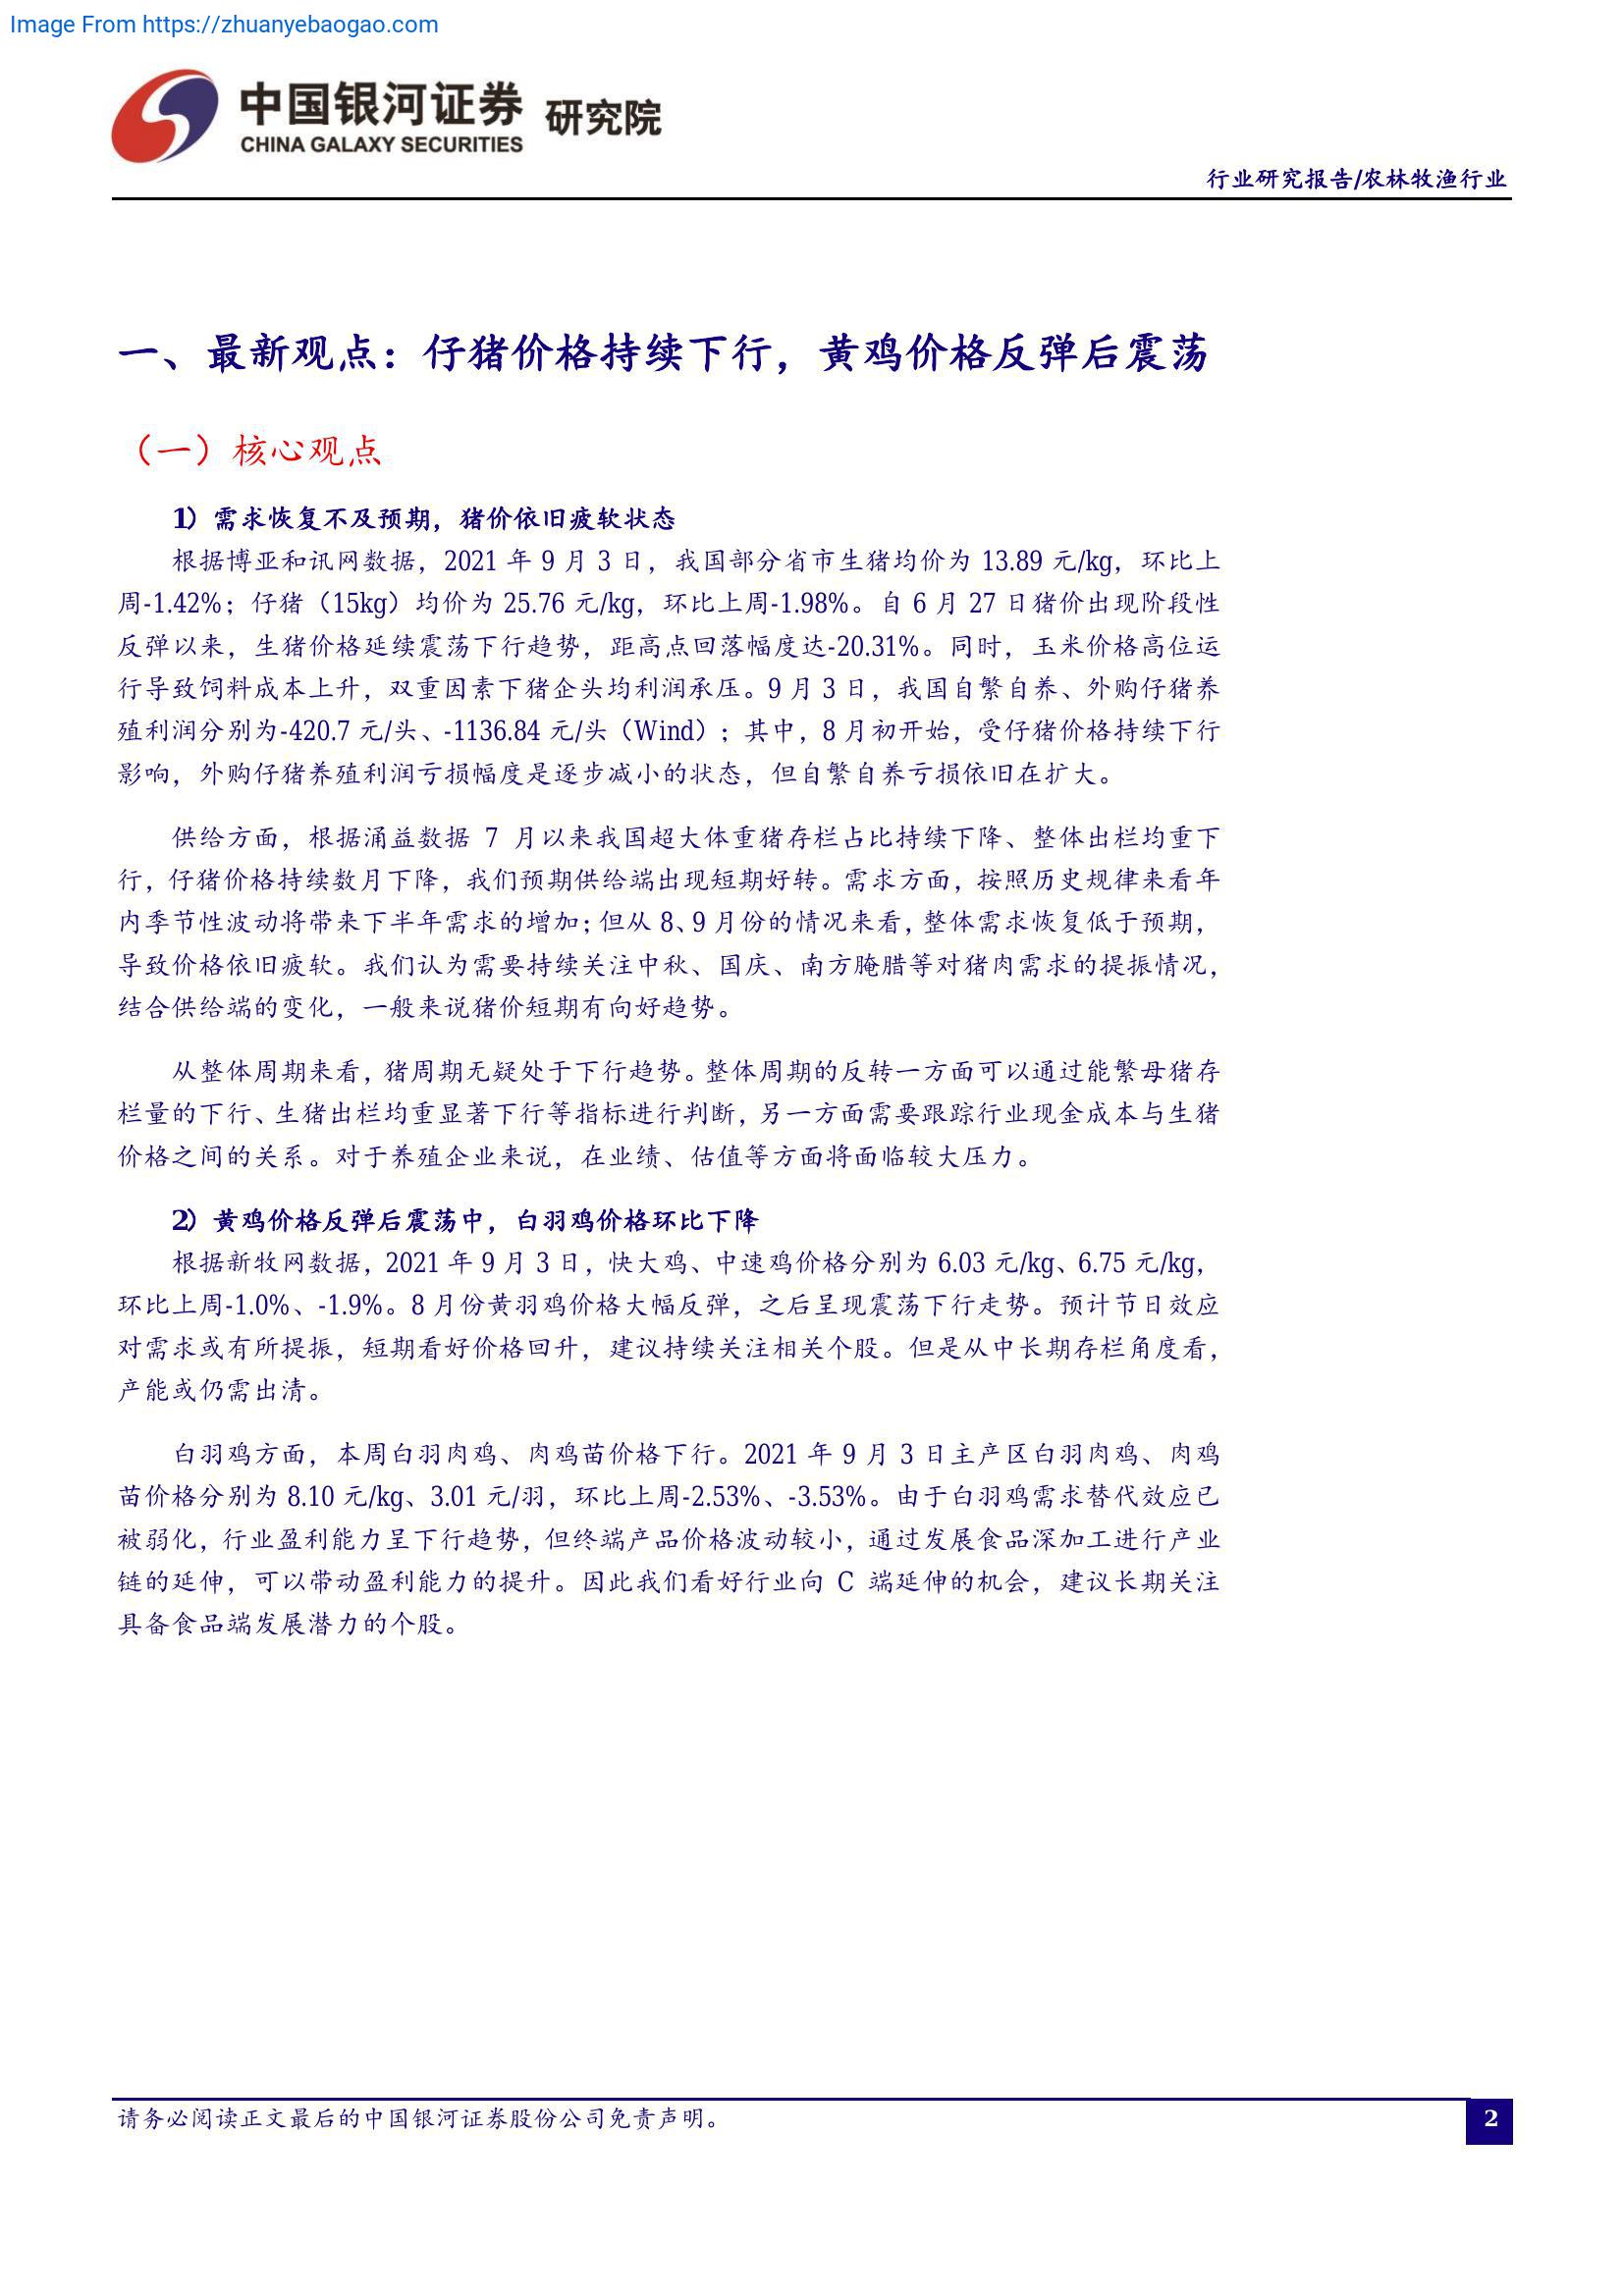 Image From https://zhuanyebaogao.com
中国银河证券 研究院
CHINA GALAXY SECURITIES
行业研究报告/农林牧渔行业
一、最新观点：仔猪价格持续下行，黄鸡价格反弹后震荡
（一）核心观点
1）需求恢复不及预期，猪价依旧疲软状态
根据博亚和讯网数据，2021 年 9 月 3 日，我国部分省市生猪均价为 13.89 元/kg，环比上
周-1.42%；仔猪（15kg）均价为 25.76 元/kg，环比上周-1.98%。自 6 月 27 日猪价出现阶段性
反弹以来，生猪价格延续震荡下行趋势，距高点回落幅度达-20.31%。同时，玉米价格高位运
行导致饲料成本上升，双重因素下猪企头均利润承压。9 月 3 日，我国自繁自养、外购仔猪养
殖利润分别为-420.7 元/头、-1136.84 元/头（Wind）；其中，8 月初开始，受仔猪价格持续下行
影响，外购仔猪养殖利润亏损幅度是逐步减小的状态，但自繁自养亏损依旧在扩大。
供给方面，根据涌益数据 7 月以来我国超大体重猪存栏占比持续下降、整体出栏均重下
行，仔猪价格持续数月下降，我们预期供给端出现短期好转。需求方面，按照历史规律来看年
内季节性波动将带来下半年需求的增加；但从 8、9 月份的情况来看，整体需求恢复低于预期，
导致价格依旧疲软。我们认为需要持续关注中秋、国庆、南方腌腊等对猪肉需求的提振情况，
结合供给端的变化，一般来说猪价短期有向好趋势。
从整体周期来看，猪周期无疑处于下行趋势。整体周期的反转一方面可以通过能繁母猪存
栏量的下行、生猪出栏均重显著下行等指标进行判断，另一方面需要跟踪行业现金成本与生猪
价格之间的关系。对于养殖企业来说，在业绩、估值等方面将面临较大压力。
2）黄鸡价格反弹后震荡中，白羽鸡价格环比下降
根据新牧网数据，2021 年 9 月 3 日，快大鸡、中速鸡价格分别为 6.03 元/kg、6.75 元/kg，
环比上周-1.0%、-1.9%。8 月份黄羽鸡价格大幅反弹，之后呈现震荡下行走势。预计节日效应
对需求或有所提振，短期看好价格回升，建议持续关注相关个股。但是从中长期存栏角度看，
产能或仍需出清。
白羽鸡方面，本周白羽肉鸡、肉鸡苗价格下行。2021 年 9 月 3 日主产区白羽肉鸡、肉鸡
苗价格分别为 8.10 元/kg、3.01 元/羽，环比上周-2.53%、-3.53%。由于白羽鸡需求替代效应已
被弱化，行业盈利能力呈下行趋势，但终端产品价格波动较小，通过发展食品深加工进行产业
链的延伸，可以带动盈利能力的提升。因此我们看好行业向 C 端延伸的机会，建议长期关注
具备食品端发展潜力的个股。
请务必阅读正文最后的中国银河证券股份公司免责声明。
2